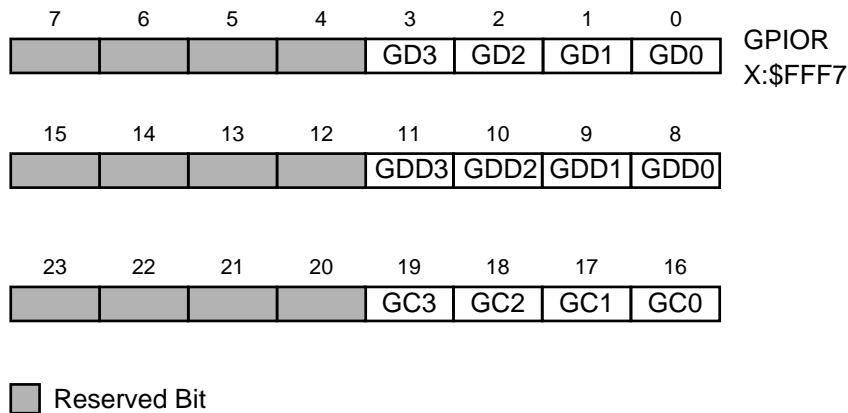 7 6 5 4 3 2 1 0
GD3 GD2 GD1 GD0
GPIOR
X:$FFF7
15 14 13 12 11 10 9 8
GDD3 GDD2 GDD1 GDD0
23 22 21 20 19 18 17 16
GC3 GC2 GC1 GC0
Reserved Bit